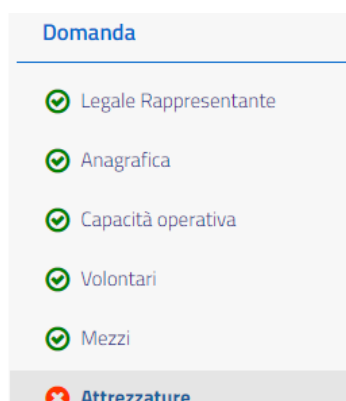 Domanda
Legale Rappresentante
Anagrafica
Capacità operativa
Volontari
Mezzi
Attrezzature